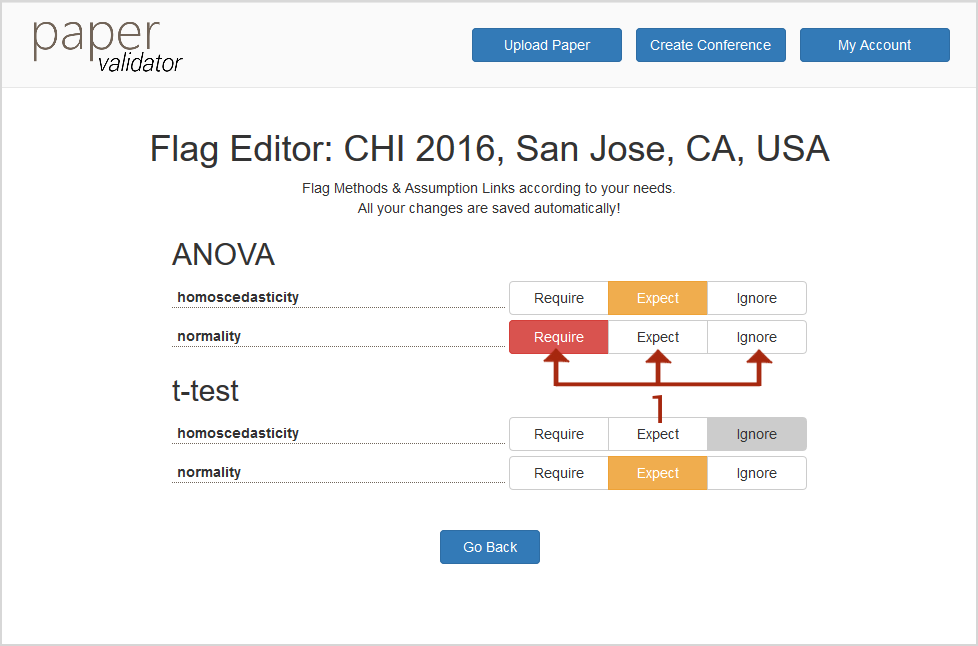 paper
validator
Upload Paper
Create Conference
My Account
Flag Editor: CHI 2016, San Jose, CA, USA
Flag Methods & Assumption Links according to your needs.
All your changes are saved automatically!
ANOVA
homoscedasticity Require Expect Ignore
normality Require Expect Ignore
1
t-test
homoscedasticity Require Expect Ignore
normality Require Expect Ignore
Go Back